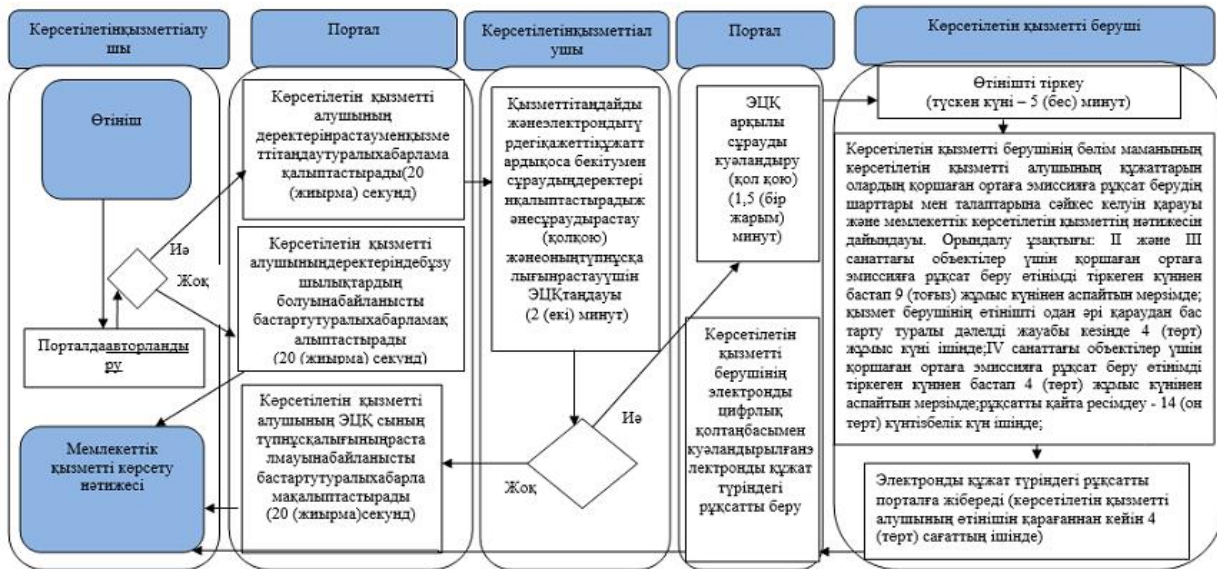 Көрсетілетінқызметтіалу
шы
Портал
Көрсетілетінқызметтіал
ушы
Портал
Көрсетілетін қызметті беруші
Өтініш
Иә
Жоқ
Порталдаавторланды
ру
Мемлекеттік
қызметті көрсету
нәтижесі
Көрсетілетін қызметті
алушының
деректерінрастауменқызме
ттітаңдаутуралыхабарлама
қалыптастырады(20
(жиырма) секунд)
Көрсетілетін қызметті
алушыныңдеректеріндебұзу
шылықтардың
болуынабайланысты
бастартутуралыхабарламақ
алыптастырады
(20 (жиырма) секунд)
Көрсетілетін қызметті
алушының ЭЦҚ сының
түпнұсқалығыныңраста
лмауынабайланысты
бастартутуралыхабарла
мақалыптастырады
(20 (жиырма)секунд)
Қызметтітаңдайды
жәнеэлектрондытү
рдегіқажеттіқұжатт
ардықоса бекітумен
сұраудыңдеректері
нқалыптастырадыж
әнесұраудырастау
(қолқою)
жәнеоныңтүпнұсқа
лығынрастауүшін
ЭЦҚтаңдауы
(2 (екі) минут)
Иә
Жоқ
ЭЦҚ
арқылы
сұрауды
куәландыру
(қол қою)
(1,5 (бір
жарым)
минут)
Көрсетілетін
қызметті
берушінің
электронды
цифрлық
қолтаңбасымен
куәландырылғанэ
лектронды құжат
түріндегі
рұқсатты беру
Өтінішті тіркеу
(түскен күні – 5 (бес) минут)
Көрсетілетін қызметті берушінің бөлім маманының
көрсетілетін қызметті алушының құжаттарын
олардың қоршаған ортаға эмиссияға рұқсат берудің
шарттары мен талаптарына сәйкес келуін қарауы
және мемлекеттік көрсетілетін қызметтің нәтижесін
дайындауы. Орындалу ұзақтығы: II және III
санаттағы объектілер үшін қоршаған ортаға
эмиссияға рұқсат беру өтінімді тіркеген күннен
бастап 9 (тоғыз) жұмыс күнінен аспайтын мерзімде;
қызмет берушінің өтінішті одан әрі қараудан бас
тарту туралы дәлелді жауабы кезінде 4 (төрт)
жұмыс күні ішінде;IV санаттағы объектілер үшін
қоршаған ортаға эмиссияға рұқсат беру өтінімді
тіркеген күннен бастап 4 (төрт) жұмыс күнінен
аспайтын мерзімде;рұқсатты қайта ресімдеу - 14 (он
төрт) күнтізбелік күн ішінде;
Электронды құжат түріндегі рұқсатты
порталға жібереді (көрсетілетін қызметті
алушының өтінішін қарағаннан кейін 4
(төрт) сағаттың ішінде)